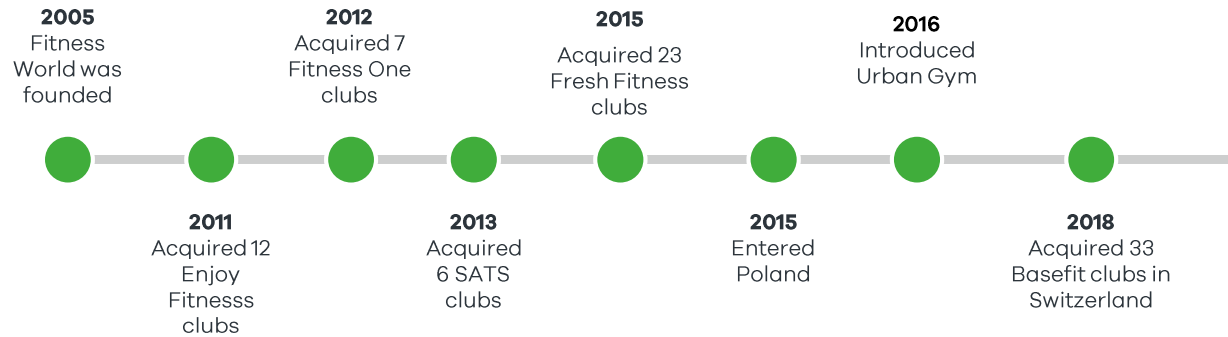 2005
Fitness
World was
founded
2011
Acquired 12
Enjoy
Fitnesss
clubs
2012
Acquired 7
Fitness One
clubs
2013
Acquired
6 SATS
clubs
2015
Acquired 23
Fresh Fitness
clubs
2015
Entered
Poland
2016
Introduced
Urban Gym
2018
Acquired 33
Basefit clubs in
Switzerland